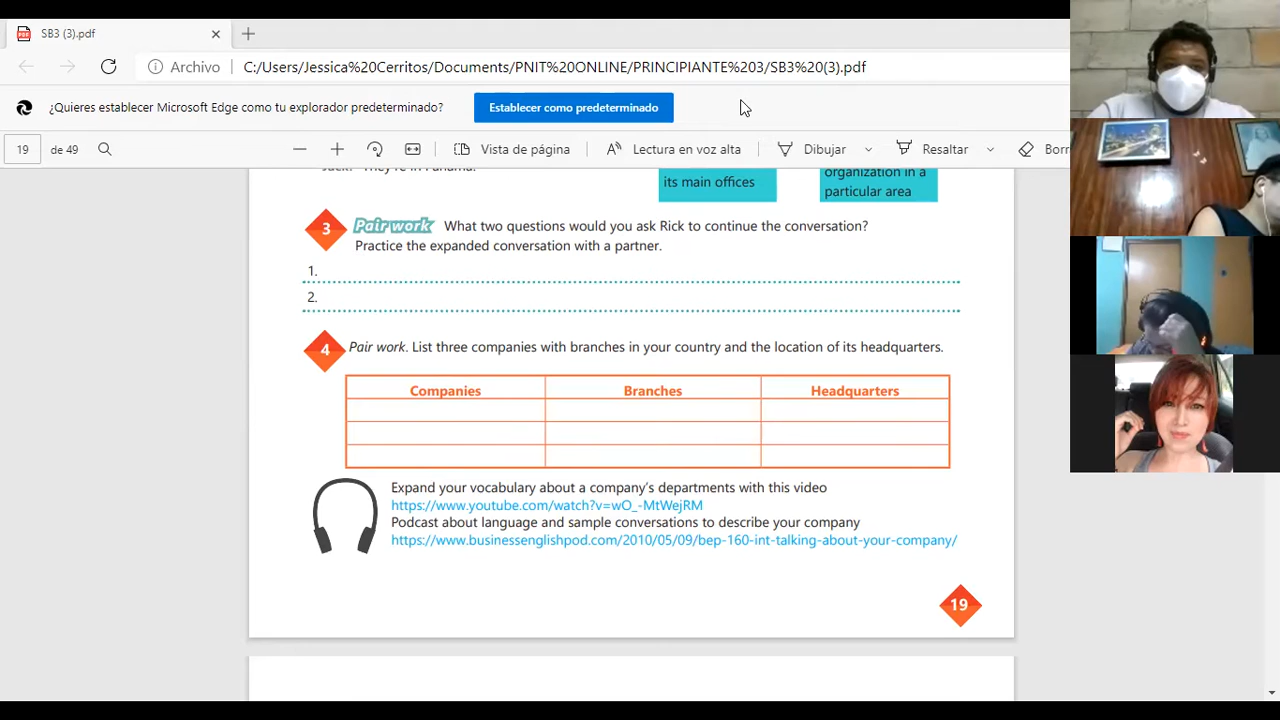 SB3 (3).pdf
Archivo
C:/Users/Jessica%20Cerritos/Documents/PNIT%20ONLINE/PRINCIPIANTE%203/SB3%20(3).pdf
¿Quieres establecer Microsoft Edge como tu explorador predeterminado?
Establecer como predeterminado
19
de 49
Vista de página
Lectura en voz alta
Dibujar
Resaltar
Borr
its main offices
organization in a
particular area
3
Pair work
What two questions would you ask Rick to continue the conversation?
Practice the expanded conversation with a partner.
1.
2.
4
Pair work. List three companies with branches in your country and the location of its headquarters.
Companies
Branches
Headquarters
Expand your vocabulary about a company's departments with this video
https://www.youtube.com/watch?v=wO_-MtWejRM
Podcast about language and sample conversations to describe your company
https://www.businessenglishpod.com/2010/05/09/bep-160-int-talking-about-your-company/
19